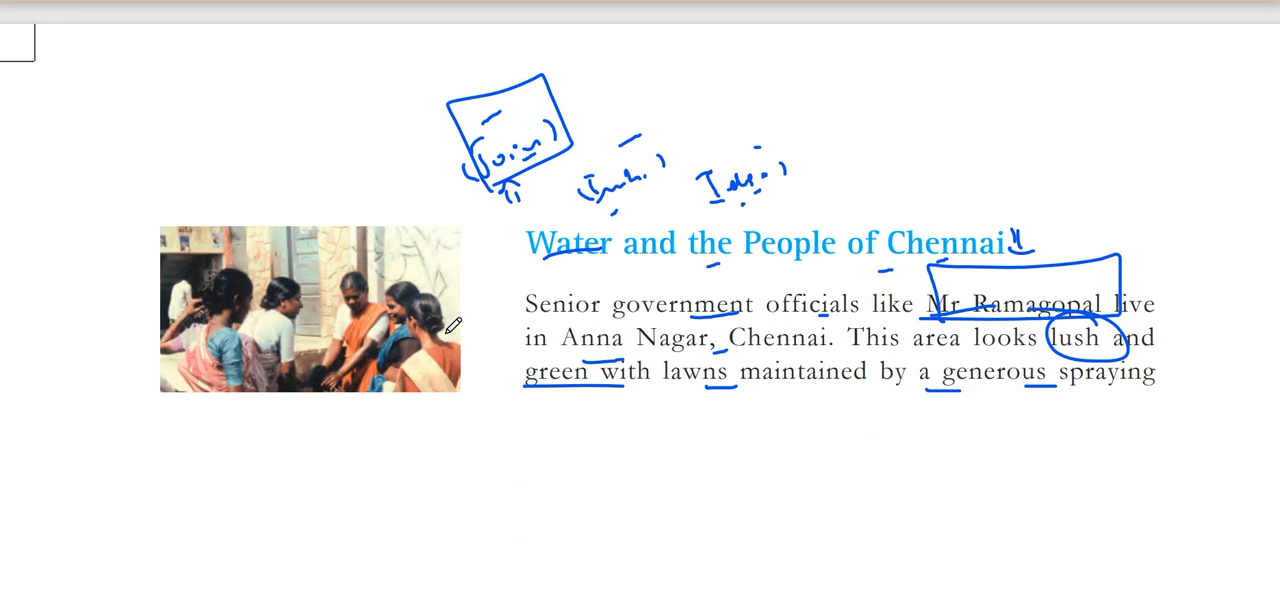 Water and the People of Chennai
Senior government officials like Mr Ramagopal live
in Anna Nagar, Chennai. This area looks lush and
green with lawns maintained by a generous spraying